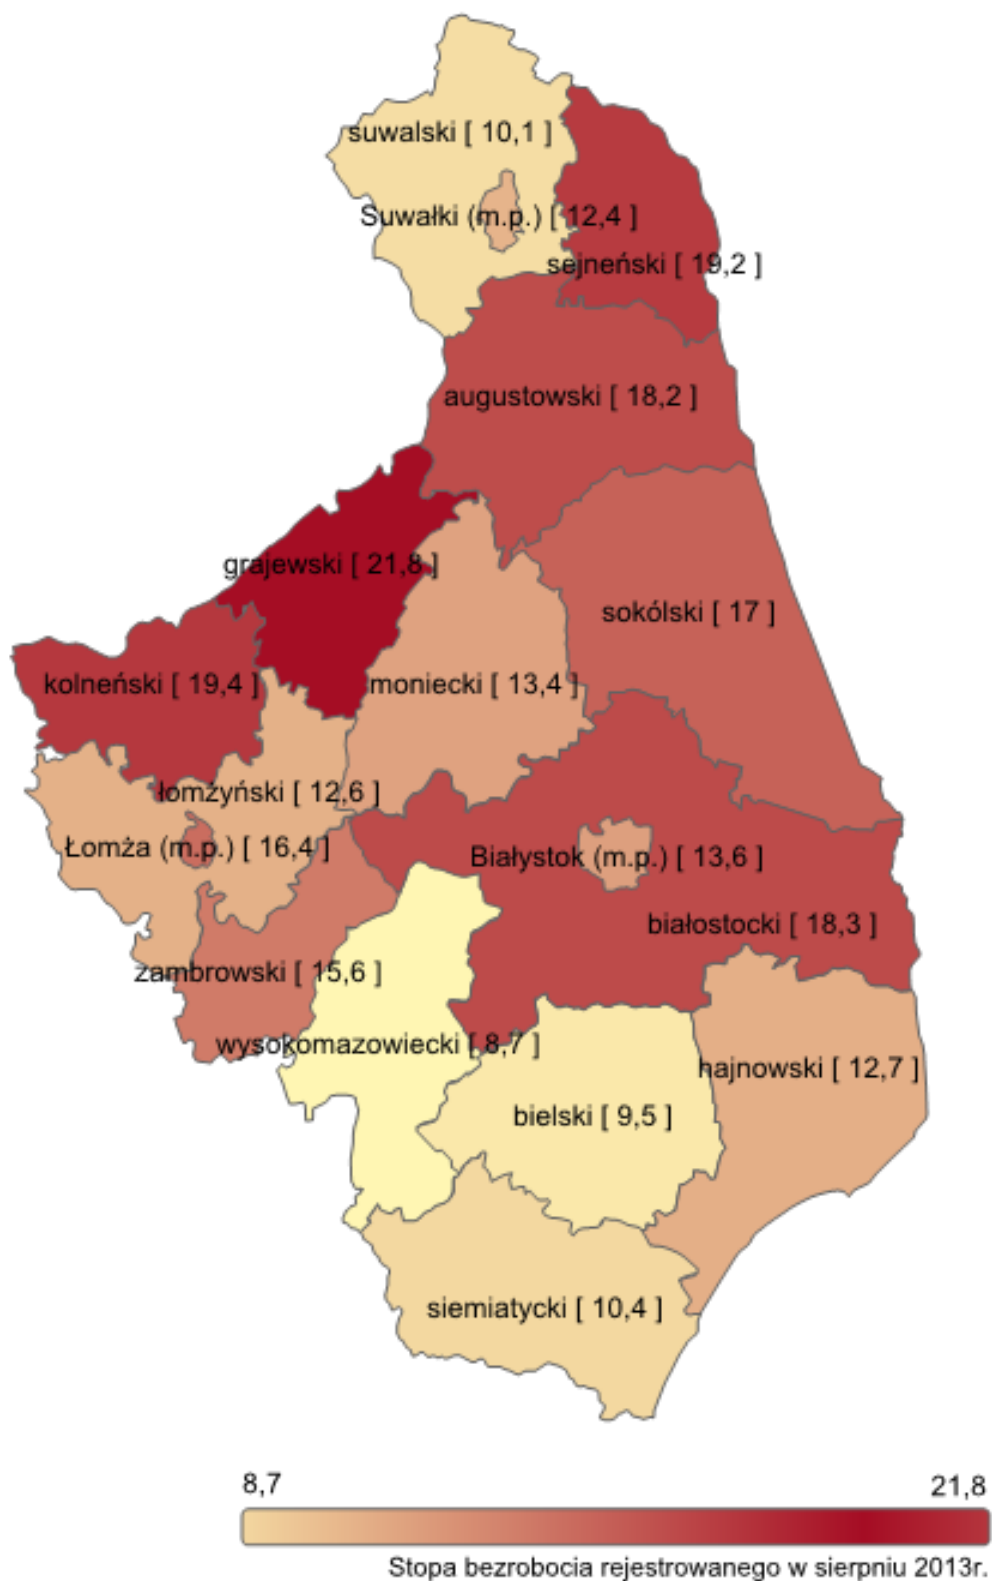 suwalski [ 10,1 ]
Suwałki (m.p.) [ 12,4 ]
sejneński [ 19,2 ]
augustowski [ 18,2 ]
grajewski [ 21,8 ]
sokólski [ 17 ]
kolneński [ 19,4 ]
moniecki [ 13,4 ]
łomżyński [ 12,6 ]
Łomża (m.p.) [ 16,4 ]
Białystok (m.p.) [ 13,6 ]
białostocki [ 18,3 ]
zambrowski [ 15,6 ]
wysokomazowiecki [ 8,7 ]
hajnowski [ 12,7 ]
bielski [ 9,5 ]
siemiatycki [ 10,4 ]
8,7
21,8
Stopa bezrobocia rejestrowanego w sierpniu 2013r.